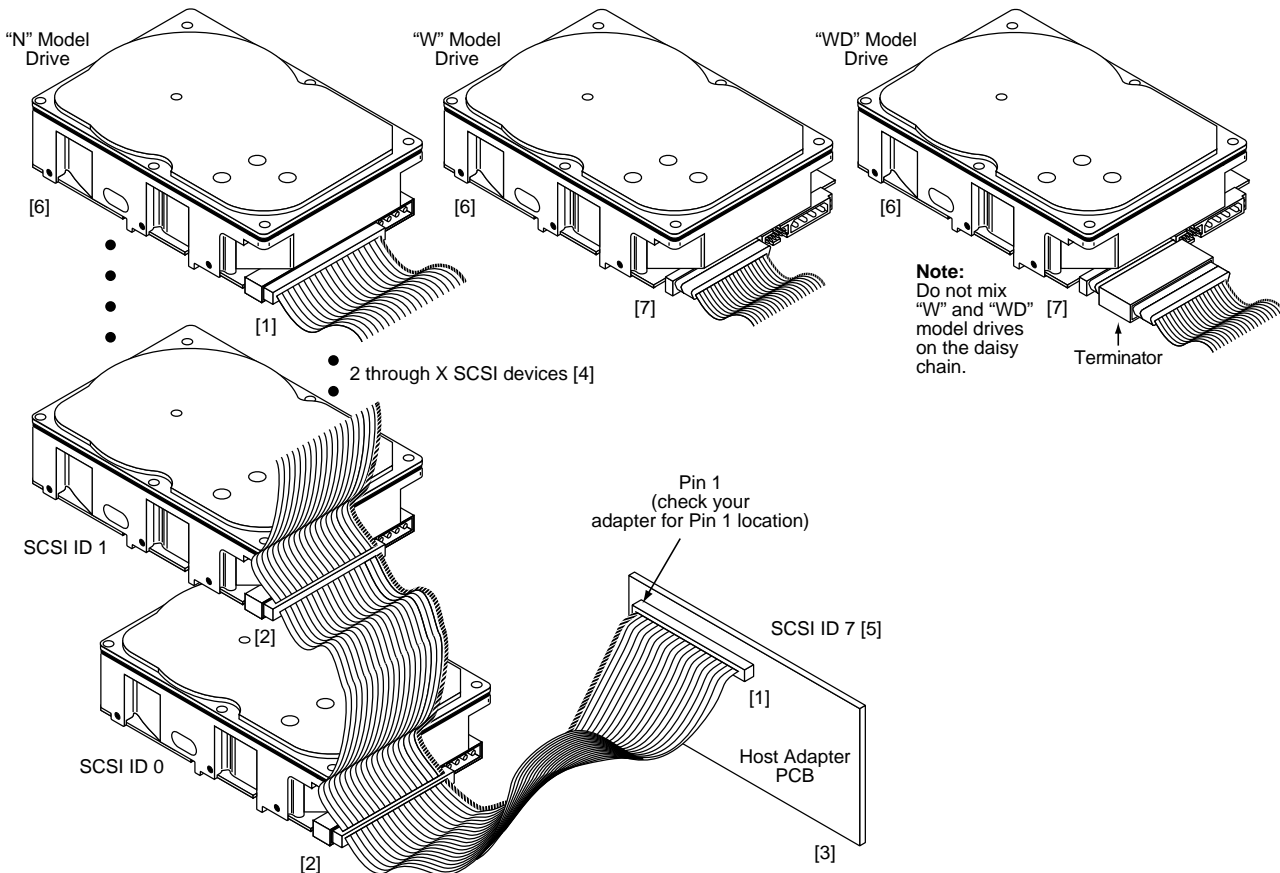 “N” Model
Drive
“W” Model
Drive
“WD” Model
Drive
[6]
[6]
[6]
[1]
[7]
Note:
Do not mix
“W” and “WD”
model drives
on the daisy
chain.
[7]
Terminator
2 through X SCSI devices [4]
Pin 1
(check your
adapter for Pin 1 location)
SCSI ID 1
[2]
SCSI ID 7 [5]
[1]
SCSI ID 0
Host Adapter
PCB
[2]
[3]